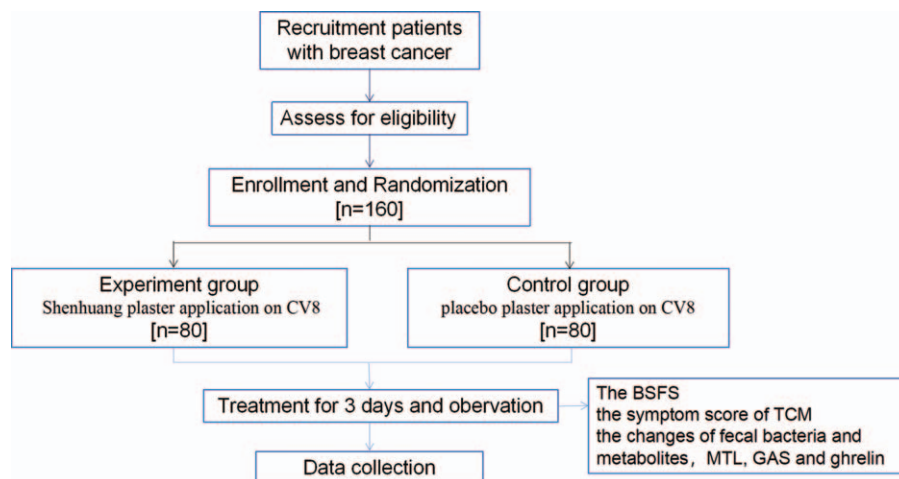 Recruitment patients
with breast cancer
Assess for eligibility
Enrollment and Randomization
[n=160]
Experiment group
Shenhuang plaster application on CV8
[n=80]
Control group
placebo plaster application on CV8
[n=80]
Treatment for 3 days and obervation
The BSFS
the symptom score of TCM
the changes of fecal bacteria and
metabolites, MTL, GAS and ghrelin
Data collection